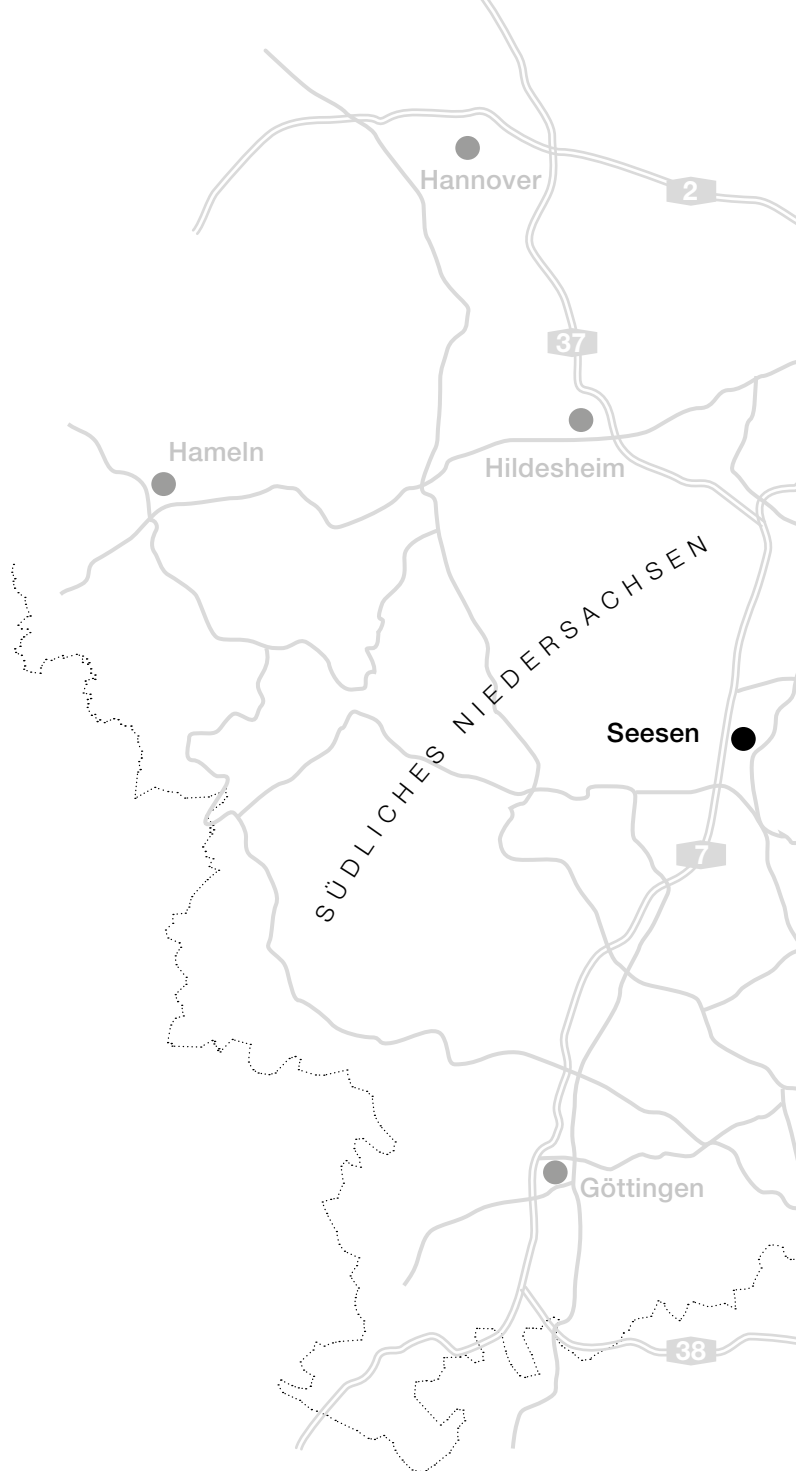 Hannover
2
37
Hameln
Hildesheim
SÜDLICHES NIEDERSACHSEN
Seesen
7
Göttingen
38